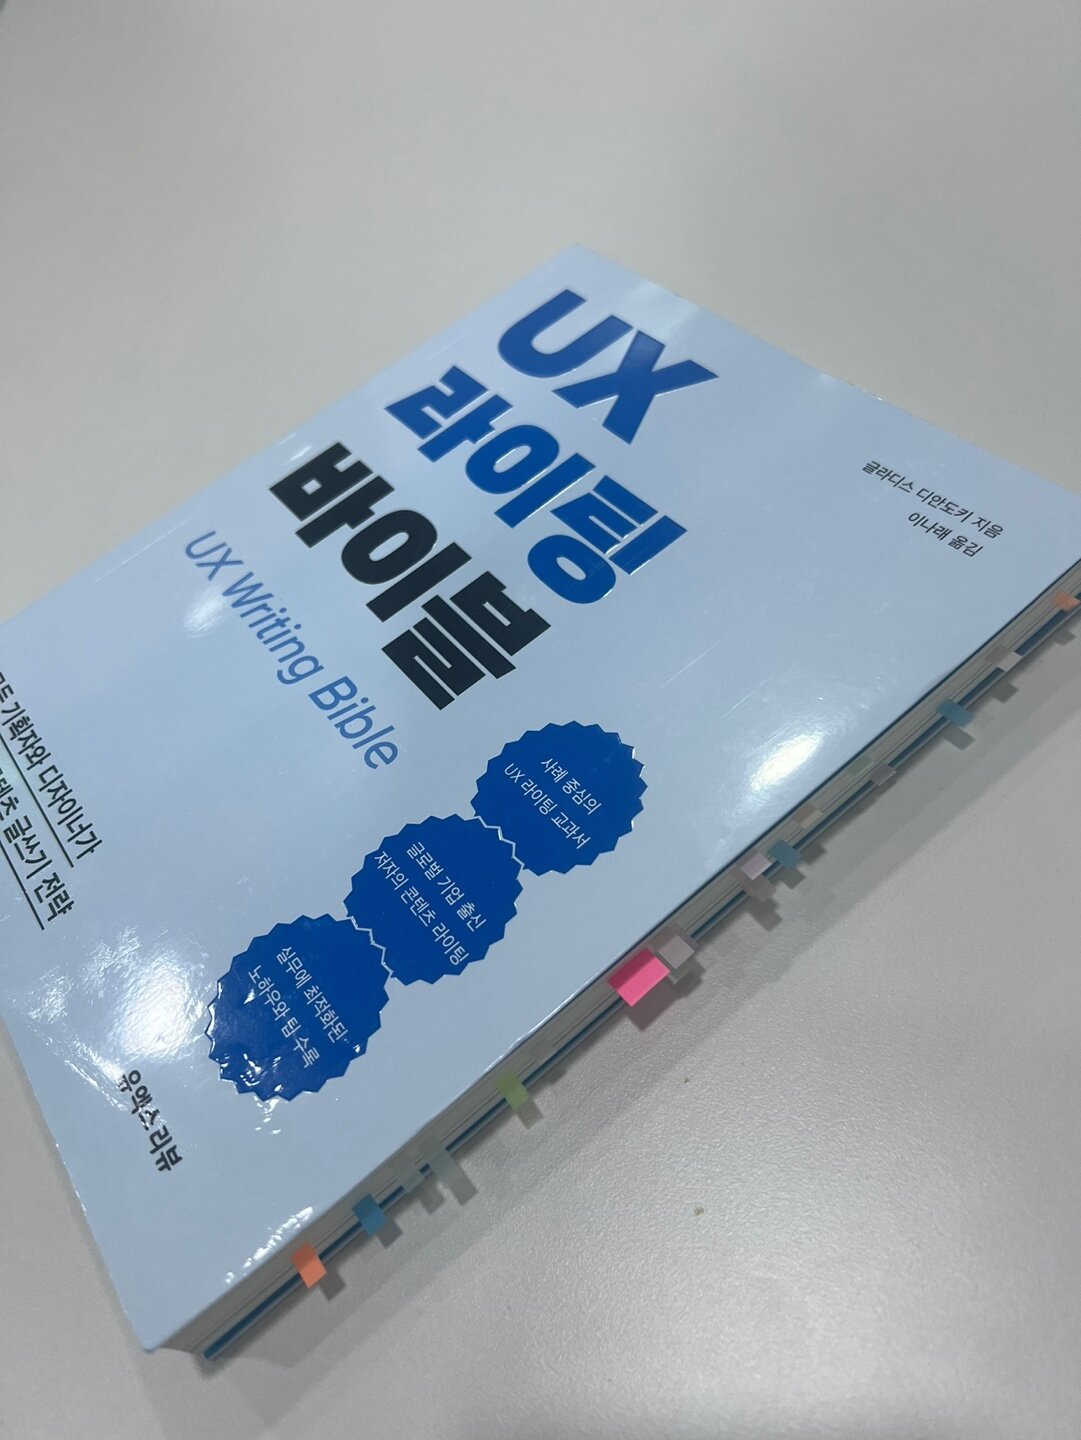 UX
라이팅
바이블
UX Writing Bible
글라디스 디안도키 지음
이나래 옮김
기획자와 디자이너가
글쓰기 전략
사례 중심의
UX 라이팅 교과서
글로벌 기업 출신
저자의 콘텐츠 라이팅
실무에 최적화된
노하우와 팁 수록
유엑스리뷰